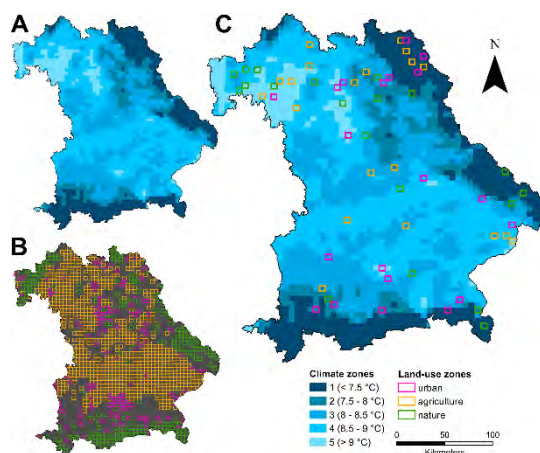 A
C
N
B
Climate zones
1 (< 7.5 °C)
2 (7.5 - 8 °C)
3 (8 - 8.5 °C)
4 (8.5 - 9 °C)
5 (> 9 °C)
Land-use zones
urban
agriculture
nature
0 50 100
Kilometers